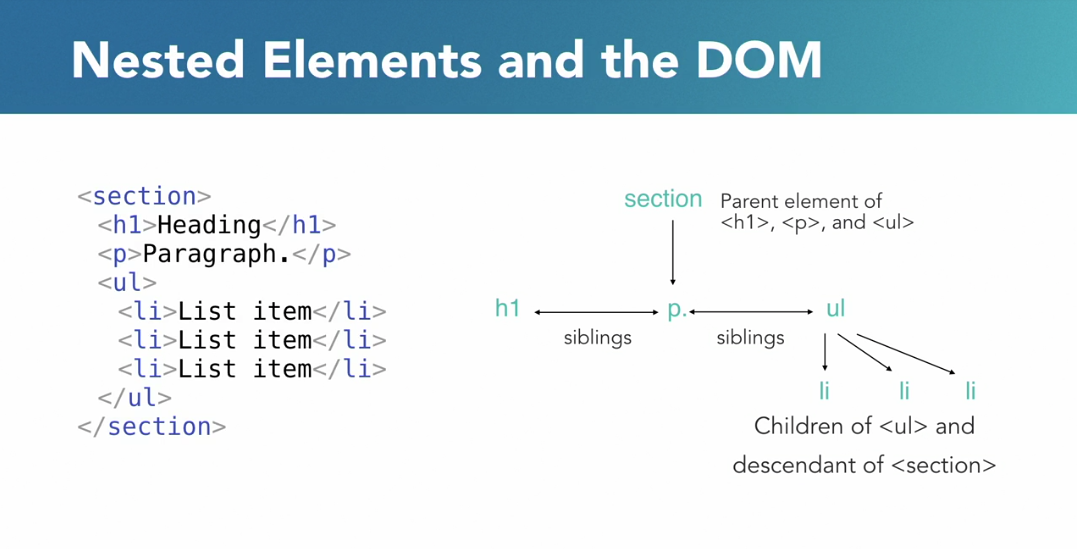 Nested Elements and the DOM
<section>
<h1>Heading</h1>
<p>Paragraph.</p>
<ul>
<li>List item</li>
<li>List item</li>
<li>List item</li>
</ul>
</section>
section
Parent element of
<h1>, <p>, and <ul>
h1
p.
ul
siblings
siblings
li
li
li
Children of <ul> and
descendant of <section>